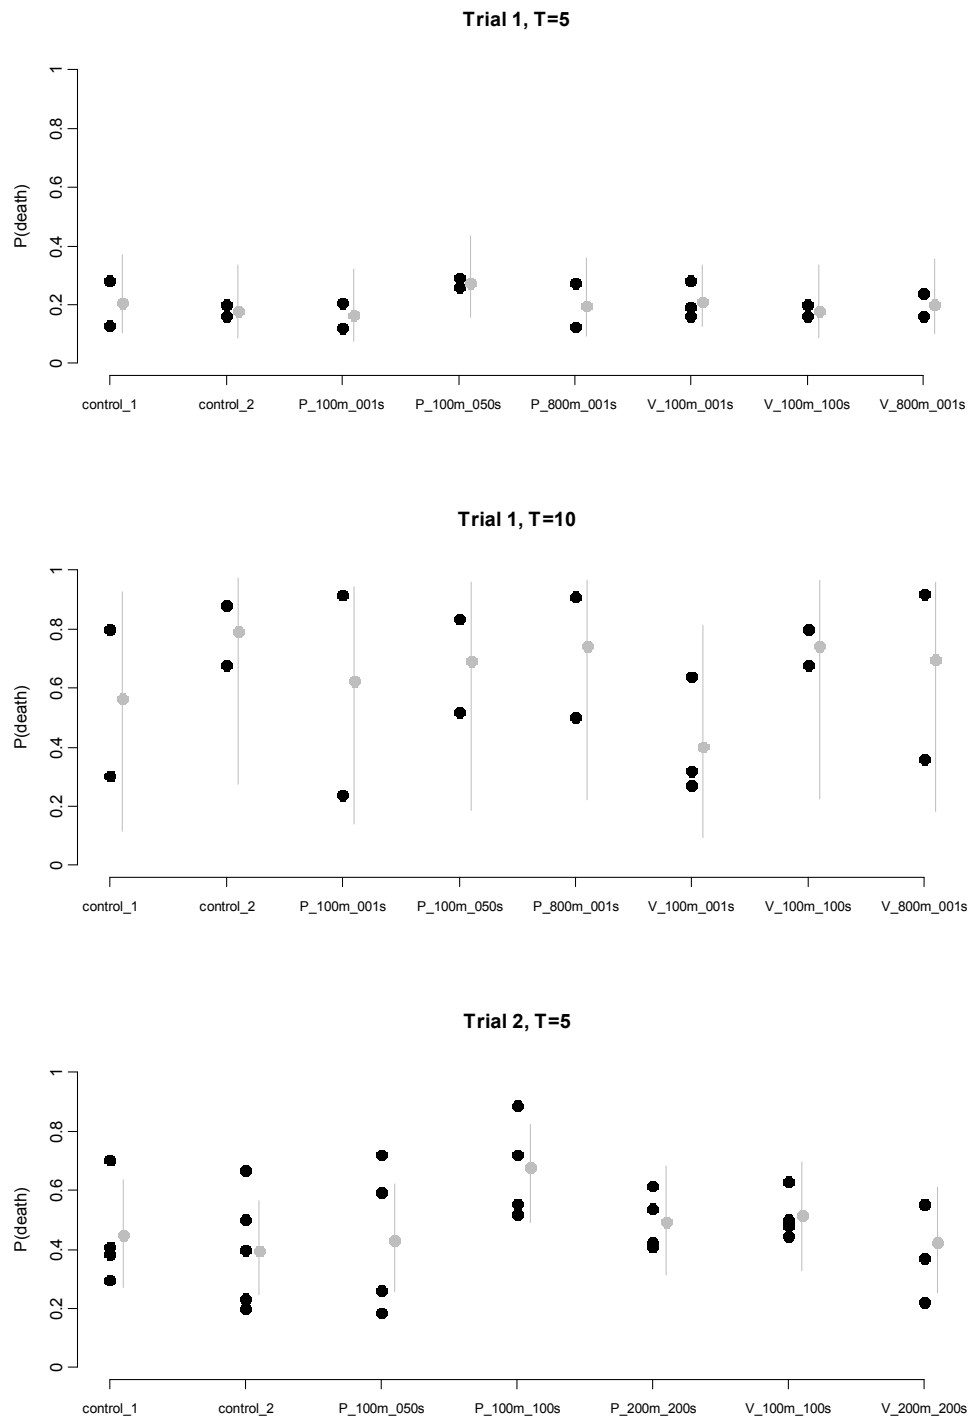 Trial 1, T=5
1
0.8
0.6
0.4
0.2
0
P(death)
control_1 control_2 P_100m_001s P_100m_050s P_800m_001s V_100m_001s V_100m_100s V_800m_001s
Trial 1, T=10
1
0.8
0.6
0.4
0.2
0
P(death)
control_1 control_2 P_100m_001s P_100m_050s P_800m_001s V_100m_001s V_100m_100s V_800m_001s
Trial 2, T=5
1
0.8
0.6
0.4
0.2
0
P(death)
control_1 control_2 P_100m_050s P_100m_100s P_200m_200s V_100m_100s V_200m_200s